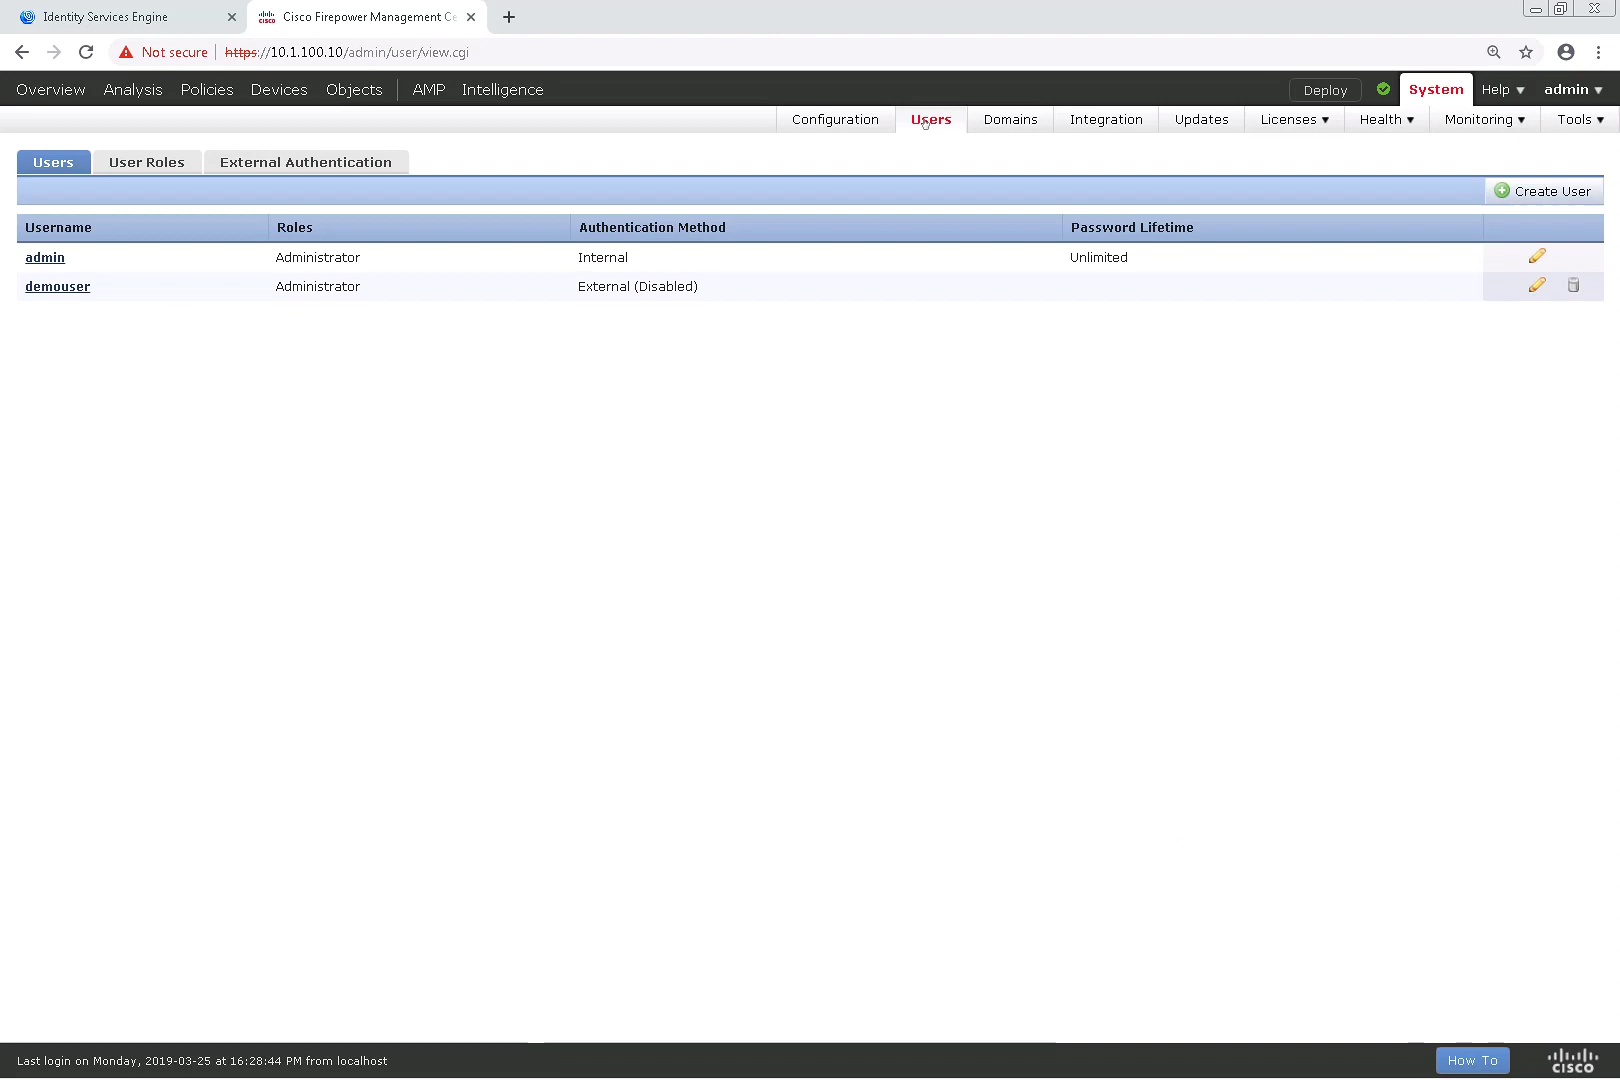 Identity Services Engine
Cisco Firepower Management Ce
Not secure | https://10.1.100.10/admin/user/view.cgi
Overview Analysis Policies Devices Objects AMP Intelligence Deploy System Help ▼ admin ▼
Configuration Users Domains Integration Updates Licenses ▼ Health ▼ Monitoring ▼ Tools ▼
Users User Roles External Authentication
Create User
Username Roles Authentication Method Password Lifetime
admin Administrator Internal Unlimited
demouser Administrator External (Disabled)
Last login on Monday, 2019-03-25 at 16:28:44 PM from localhost
How To
CISCO